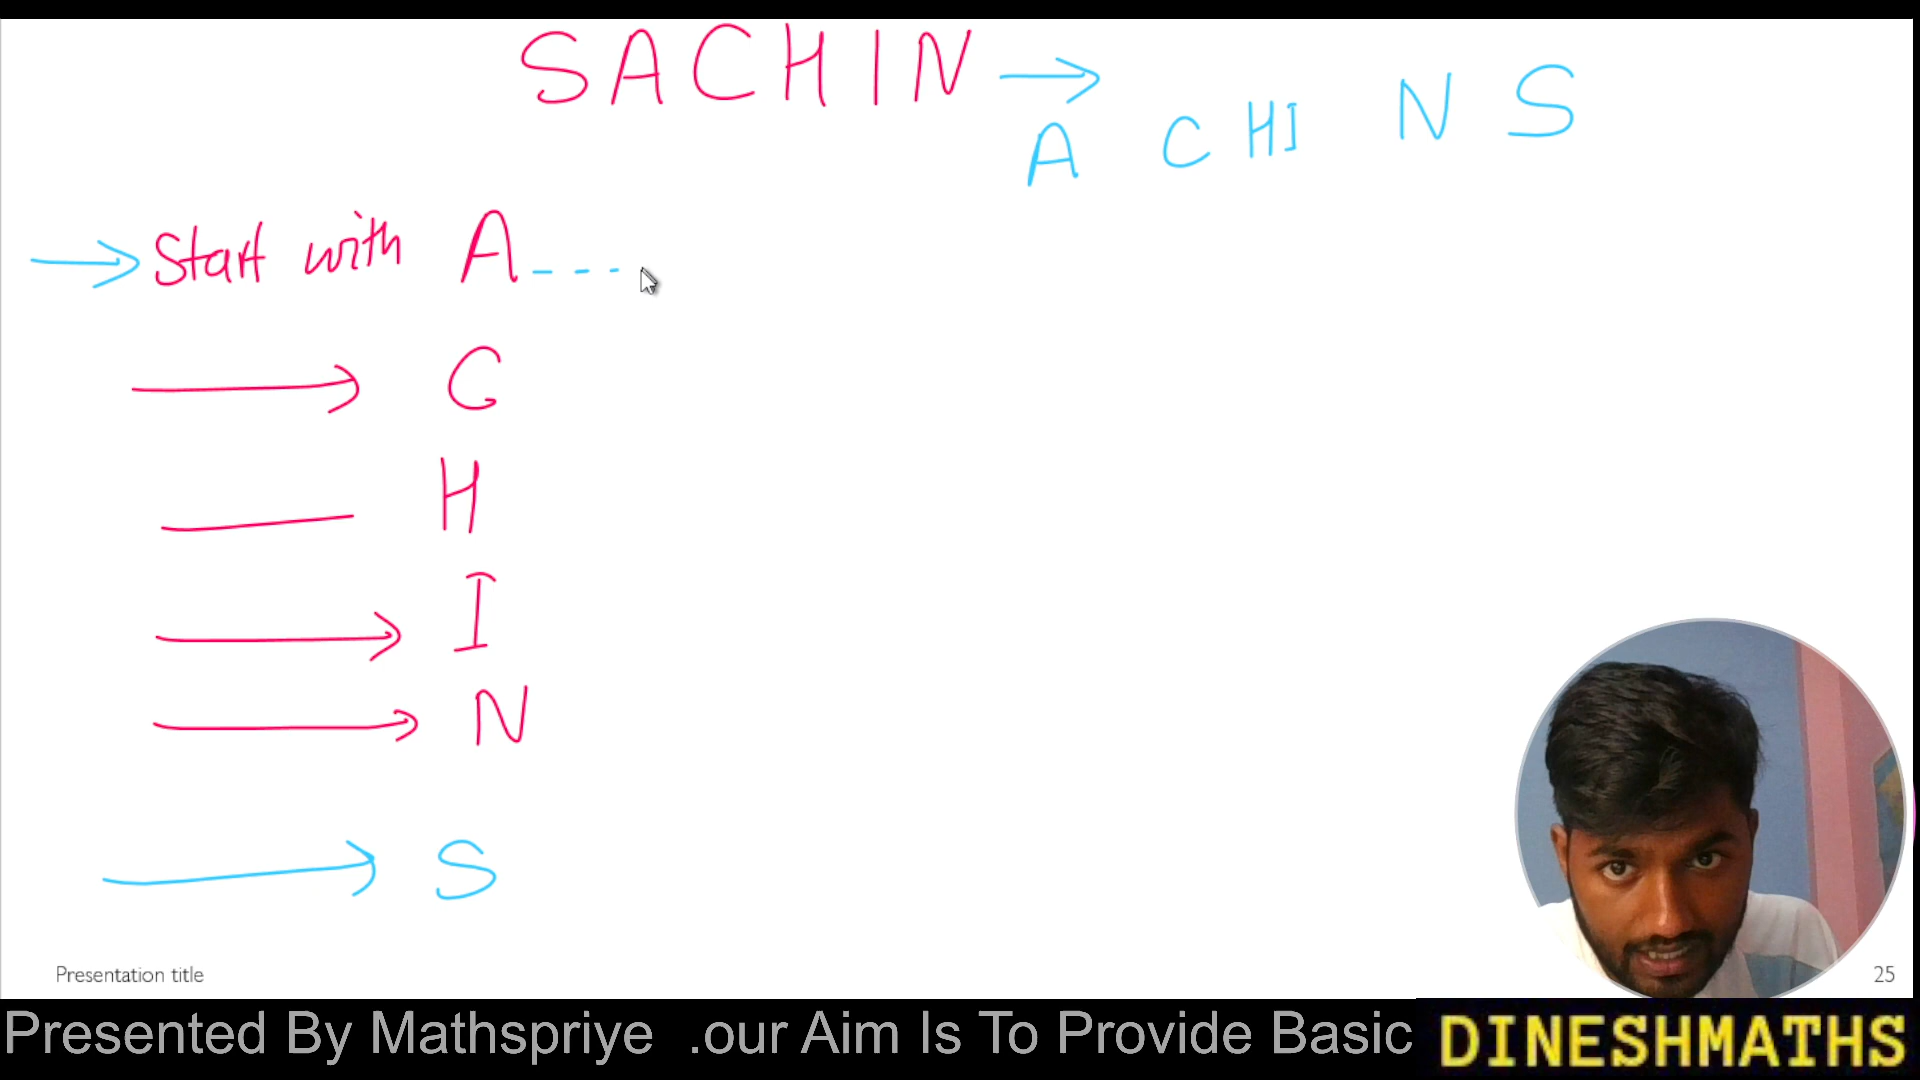 SACHIN →
A C HI N S
→ Start with A - - - -
→ C
— H
→ I
→ N
→ S
Presentation title
25
Presented By Mathspriye .our Aim Is To Provide Basic
DINESHMATHS